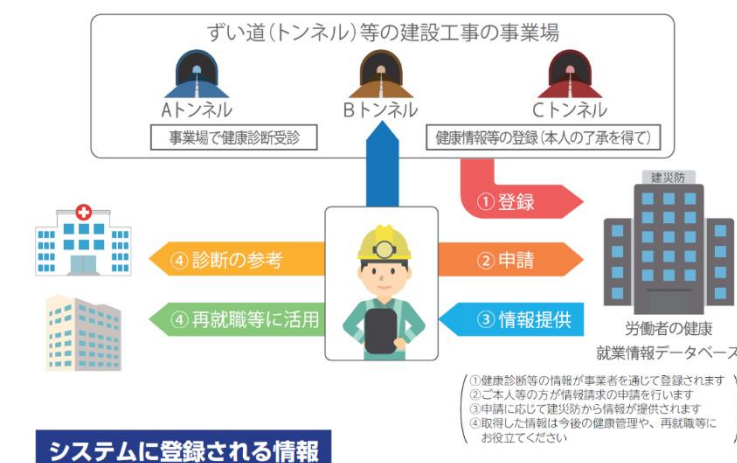 ずい道(トンネル)等の建設工事の事業場
Aトンネル
Bトンネル
Cトンネル
事業場で健康診断受診
健康情報等の登録(本人の了承を得て)
建災防
①登録
④診断の参考
②申請
④再就職等に活用
③情報提供
労働者の健康
就業情報データベース
①健康診断等の情報が事業者を通じて登録されます
②ご本人等の方が情報請求の申請を行います
③申請に応じて建災防から情報が提供されます
④取得した情報は今後の健康管理や、再就職等に
お役立てください
システムに登録される情報